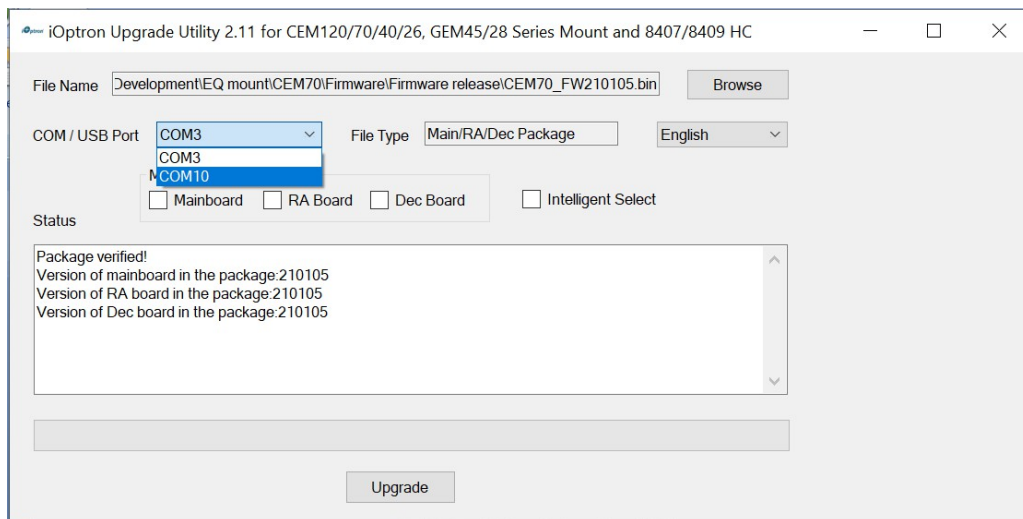 iOptron Upgrade Utility 2.11 for CEM120/70/40/26, GEM45/28 Series Mount and 8407/8409 HC
File Name Development\EQ mount\CEM70\Firmware\Firmware release\CEM70_FW210105.bin Browse
COM / USB Port COM3 File Type Main/RA/Dec Package English
COM3
COM10
Mainboard RA Board Dec Board Intelligent Select
Status
Package verified!
Version of mainboard in the package:210105
Version of RA board in the package:210105
Version of Dec board in the package:210105
Upgrade